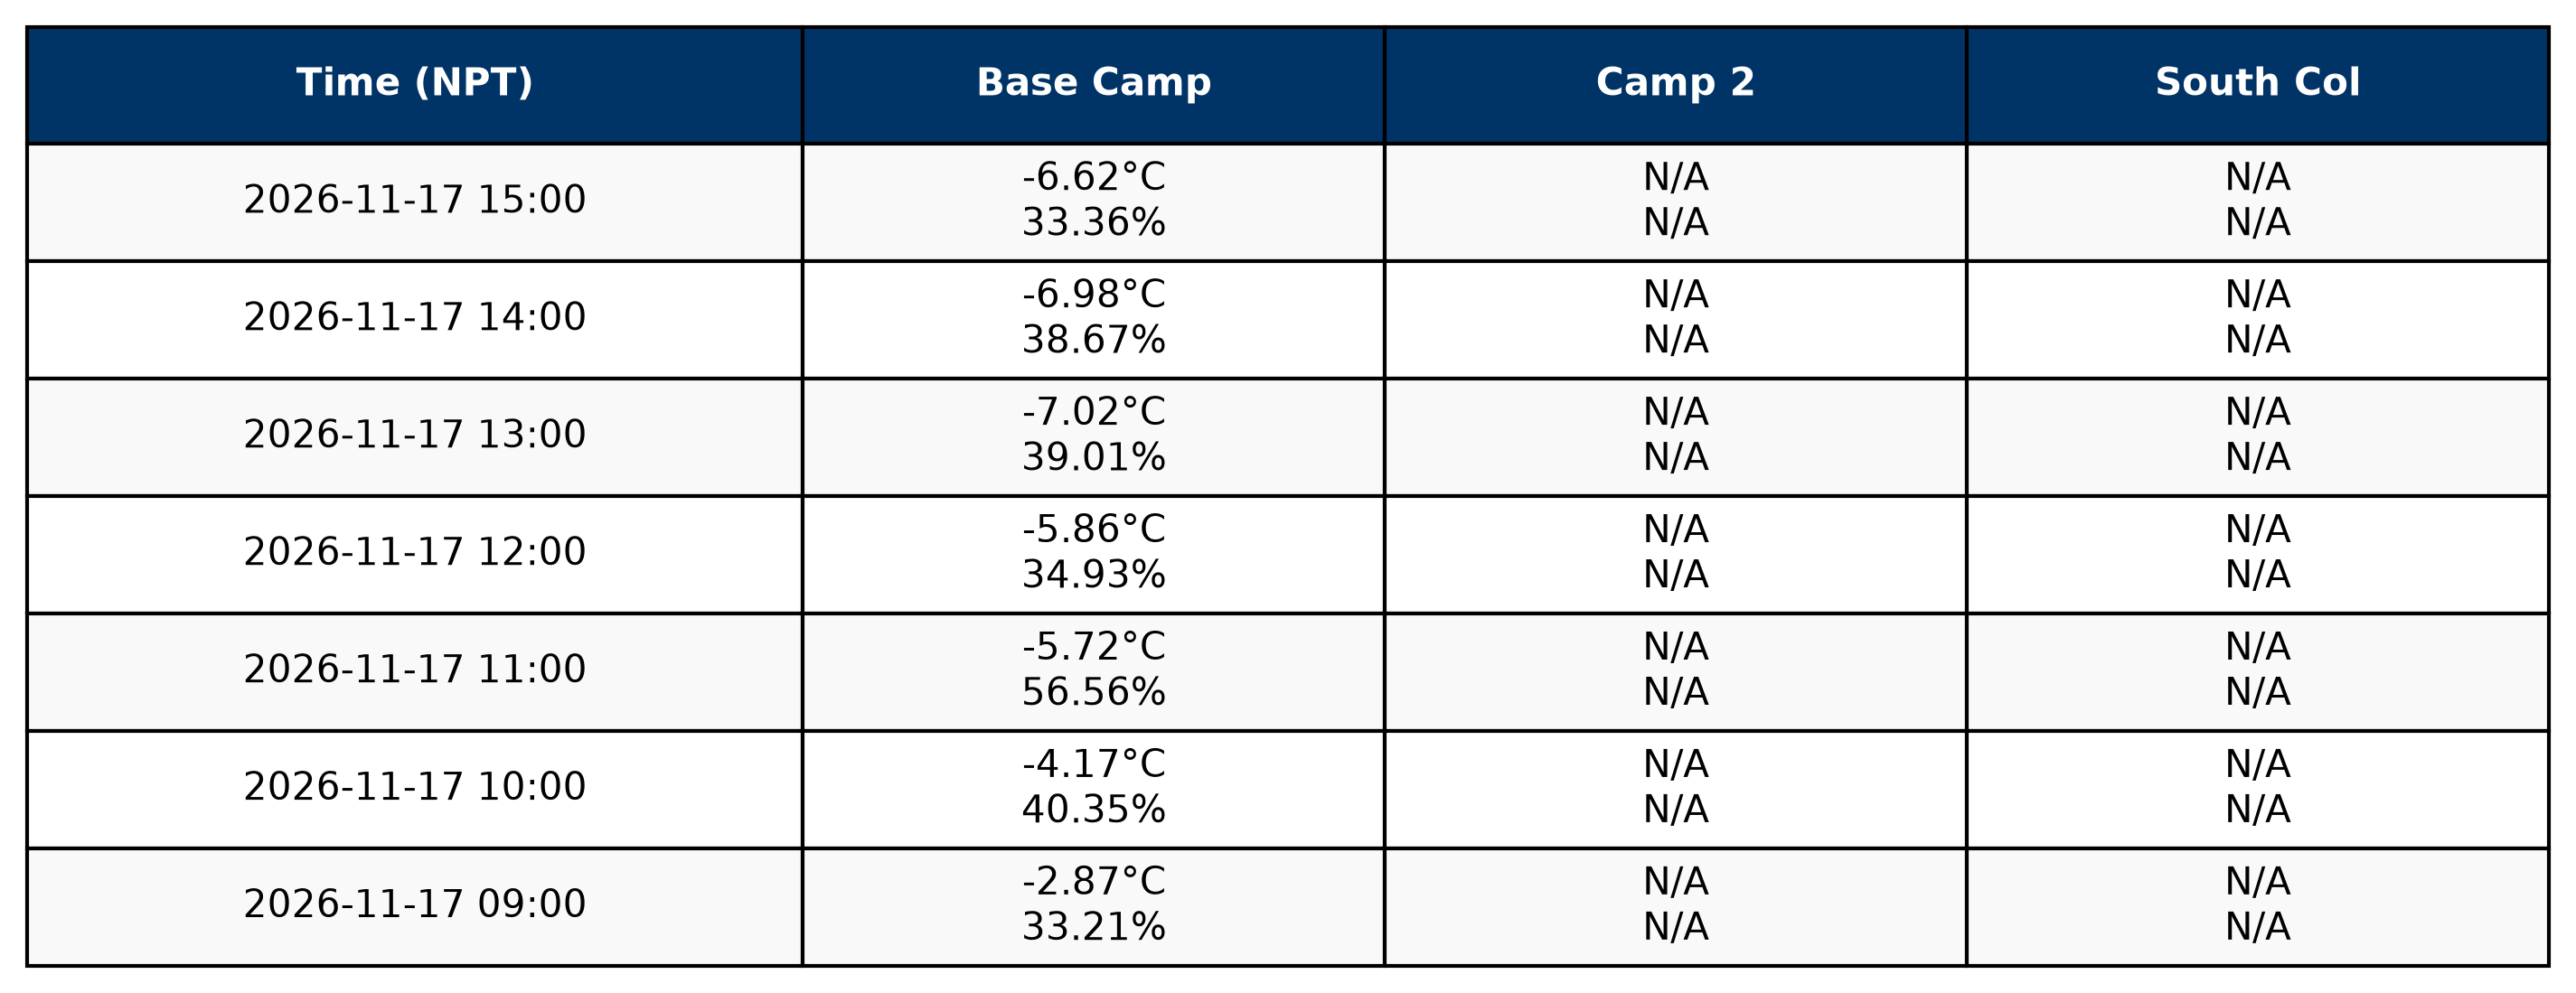 Time (NPT) Base Camp Camp 2 South Col
2026-11-17 15:00 -6.62°C 33.36% N/A N/A N/A N/A
2026-11-17 14:00 -6.98°C 38.67% N/A N/A N/A N/A
2026-11-17 13:00 -7.02°C 39.01% N/A N/A N/A N/A
2026-11-17 12:00 -5.86°C 34.93% N/A N/A N/A N/A
2026-11-17 11:00 -5.72°C 56.56% N/A N/A N/A N/A
2026-11-17 10:00 -4.17°C 40.35% N/A N/A N/A N/A
2026-11-17 09:00 -2.87°C 33.21% N/A N/A N/A N/A